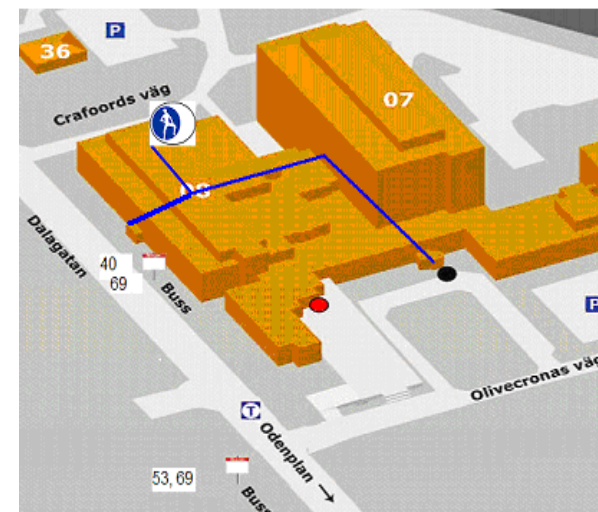 P
36
Crafoords väg
07
Dalagatan
40
69
Buss
P
Olivecronas väg
T
Odenplan
53, 69
Buss